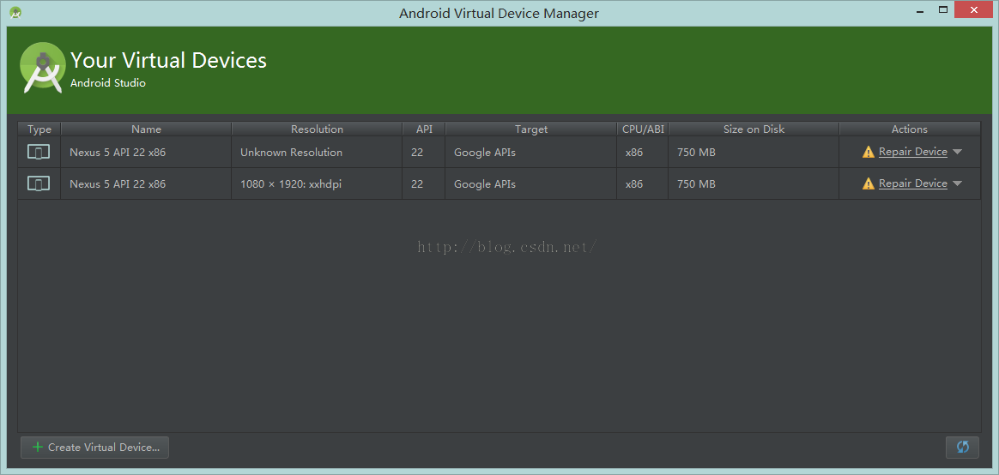 Android Virtual Device Manager
Your Virtual Devices
Android Studio
Type Name Resolution API Target CPU/ABI Size on Disk Actions
Nexus 5 API 22 x86 Unknown Resolution 22 Google APIs x86 750 MB Repair Device
Nexus 5 API 22 x86 1080 × 1920: xxhdpi 22 Google APIs x86 750 MB Repair Device
http://blog.csdn.net/
Create Virtual Device...